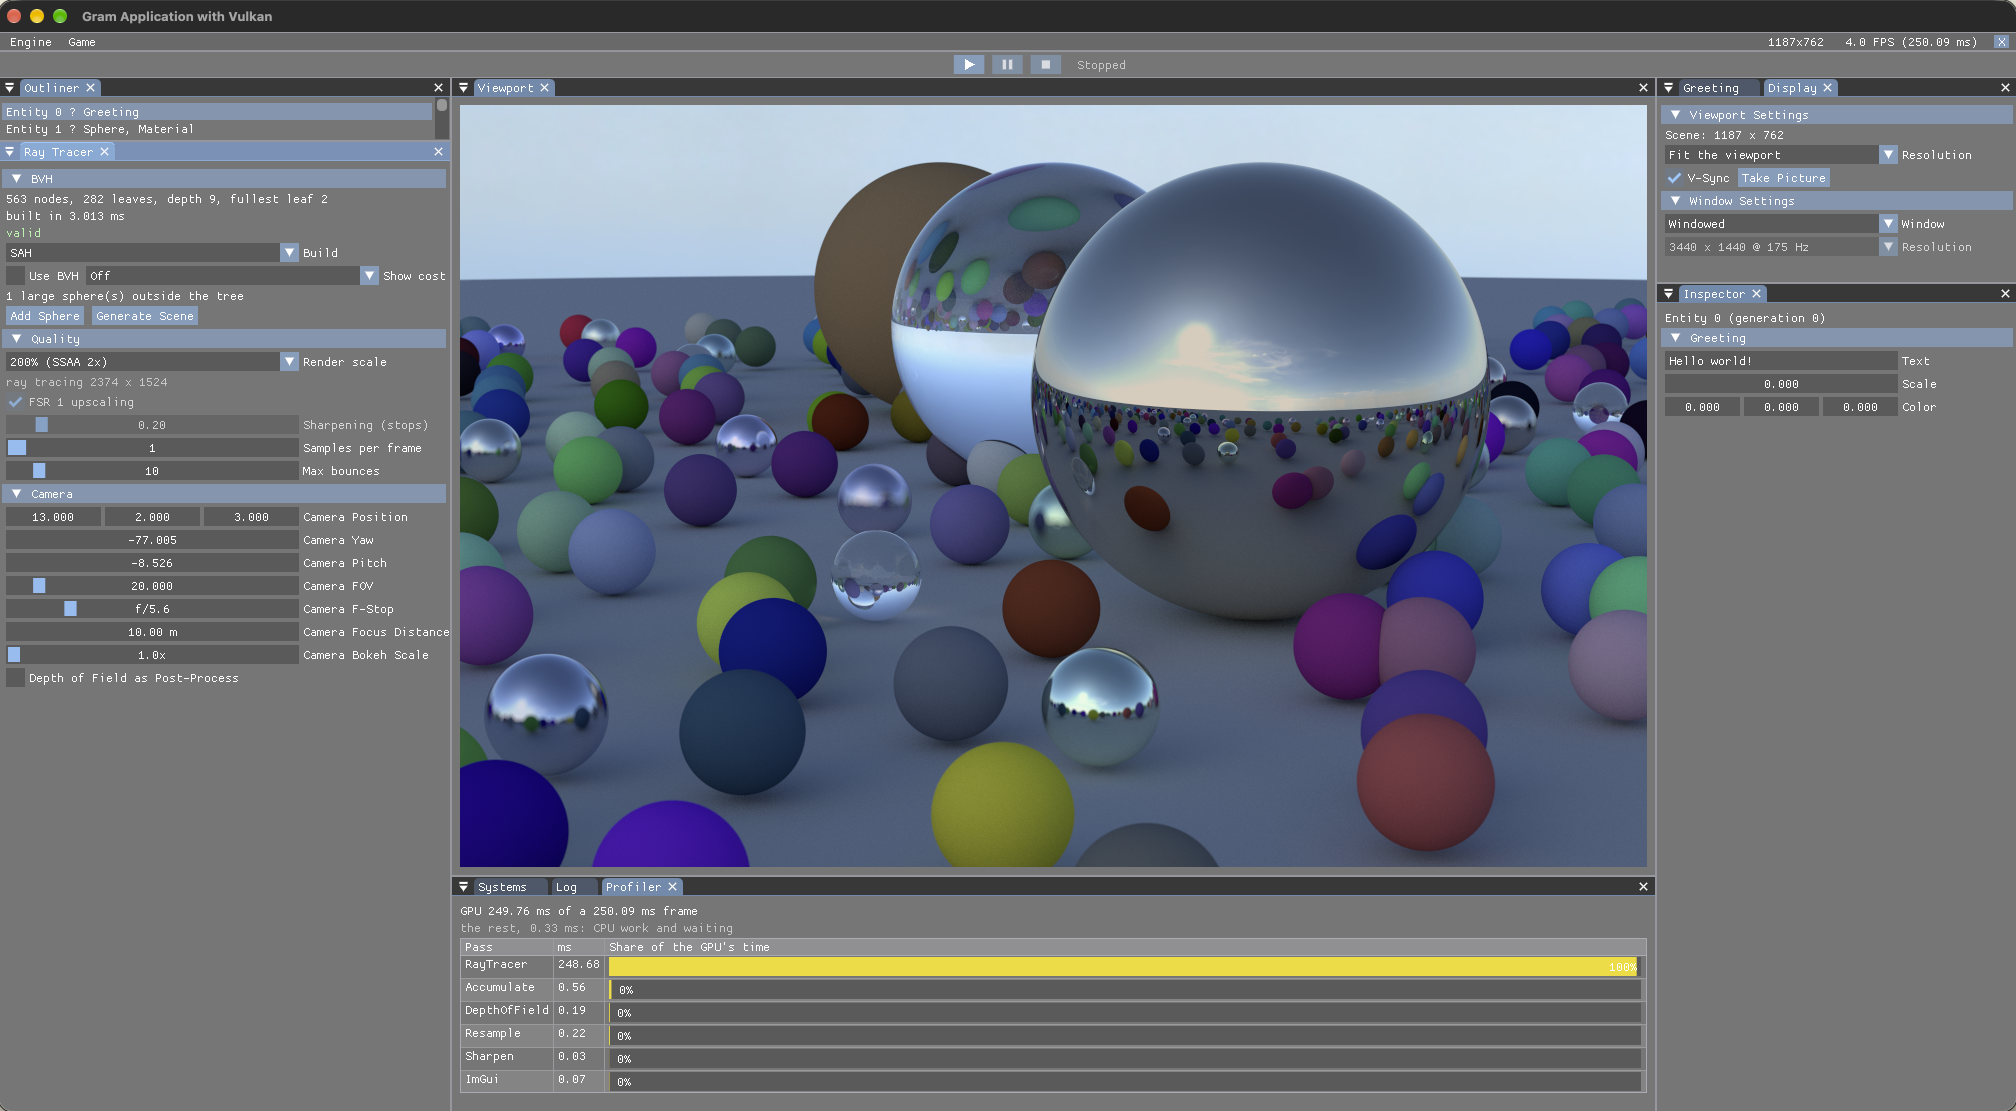 Gram Application with Vulkan
Engine Game
1187x762 4.0 FPS (250.09 ms) X
Stopped
Outliner
Entity 0 ? Greeting
Entity 1 ? Sphere, Material
Ray Tracer
BVH
563 nodes, 282 leaves, depth 9, fullest leaf 2
built in 3.013 ms
valid
SAH Build
Use BVH Off Show cost
1 large sphere(s) outside the tree
Add Sphere Generate Scene
Quality
200% (SSAA 2x) Render scale
ray tracing 2374 x 1524
FSR 1 upscaling
0.20 Sharpening (stops)
1 Samples per frame
10 Max bounces
Camera
13.000 2.000 3.000 Camera Position
-77.005 Camera Yaw
-8.526 Camera Pitch
20.000 Camera FOV
f/5.6 Camera F-Stop
10.00 m Camera Focus Distance
1.0x Camera Bokeh Scale
Depth of Field as Post-Process
Viewport
Systems Log Profiler
GPU 249.76 ms of a 250.09 ms frame
the rest, 0.33 ms: CPU work and waiting
Pass ms Share of the GPU's time
RayTracer 248.68 100%
Accumulate 0.56 0%
DepthOfField 0.19 0%
Resample 0.22 0%
Sharpen 0.03 0%
ImGui 0.07 0%
Greeting Display
Viewport Settings
Scene: 1187 x 762
Fit the viewport Resolution
V-Sync Take Picture
Window Settings
Windowed Window
3440 x 1440 @ 175 Hz Resolution
Inspector
Entity 0 (generation 0)
Greeting
Hello world! Text
0.000 Scale
0.000 0.000 0.000 Color